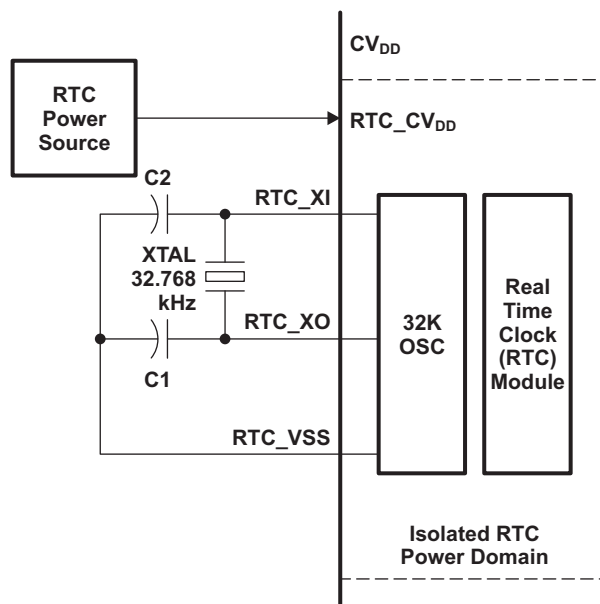 CVDD
RTC
Power
Source
RTC_CVDD
C2
RTC_XI
XTAL
32.768
kHz
RTC_XO
C1
RTC_VSS
32K
OSC
Real
Time
Clock
(RTC)
Module
Isolated RTC
Power Domain